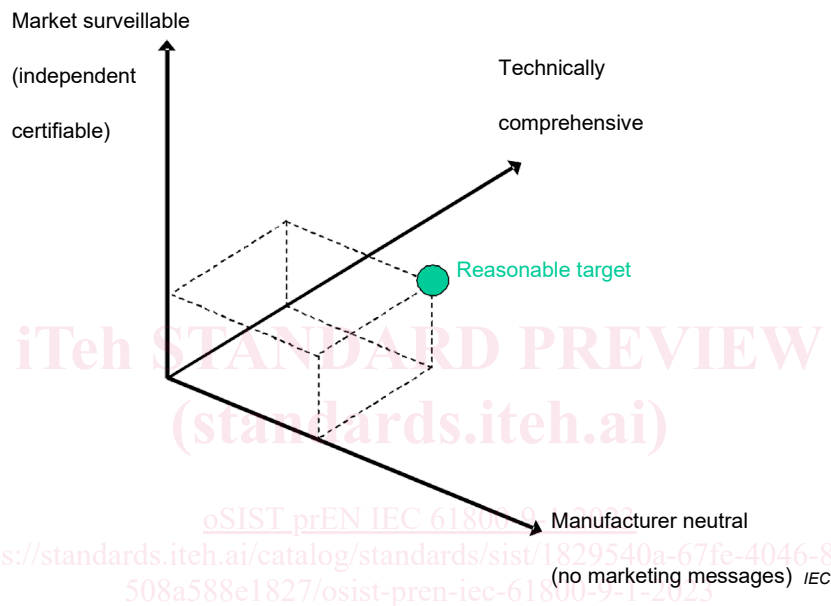 Market surveillable
(independent
certifiable)
Technically
comprehensive
Reasonable target
iTeh STANDARD PREVIEW
(standards.iteh.ai)
oSIST prEN IEC 61800-9-1:2023
Manufacturer neutral
s://standards.iteh.ai/catalog/standards/sist/1829540a-67fe-4046-8
(no marketing messages) IEC
508a588e1827/osist-pren-iec-61800-9-1-2023